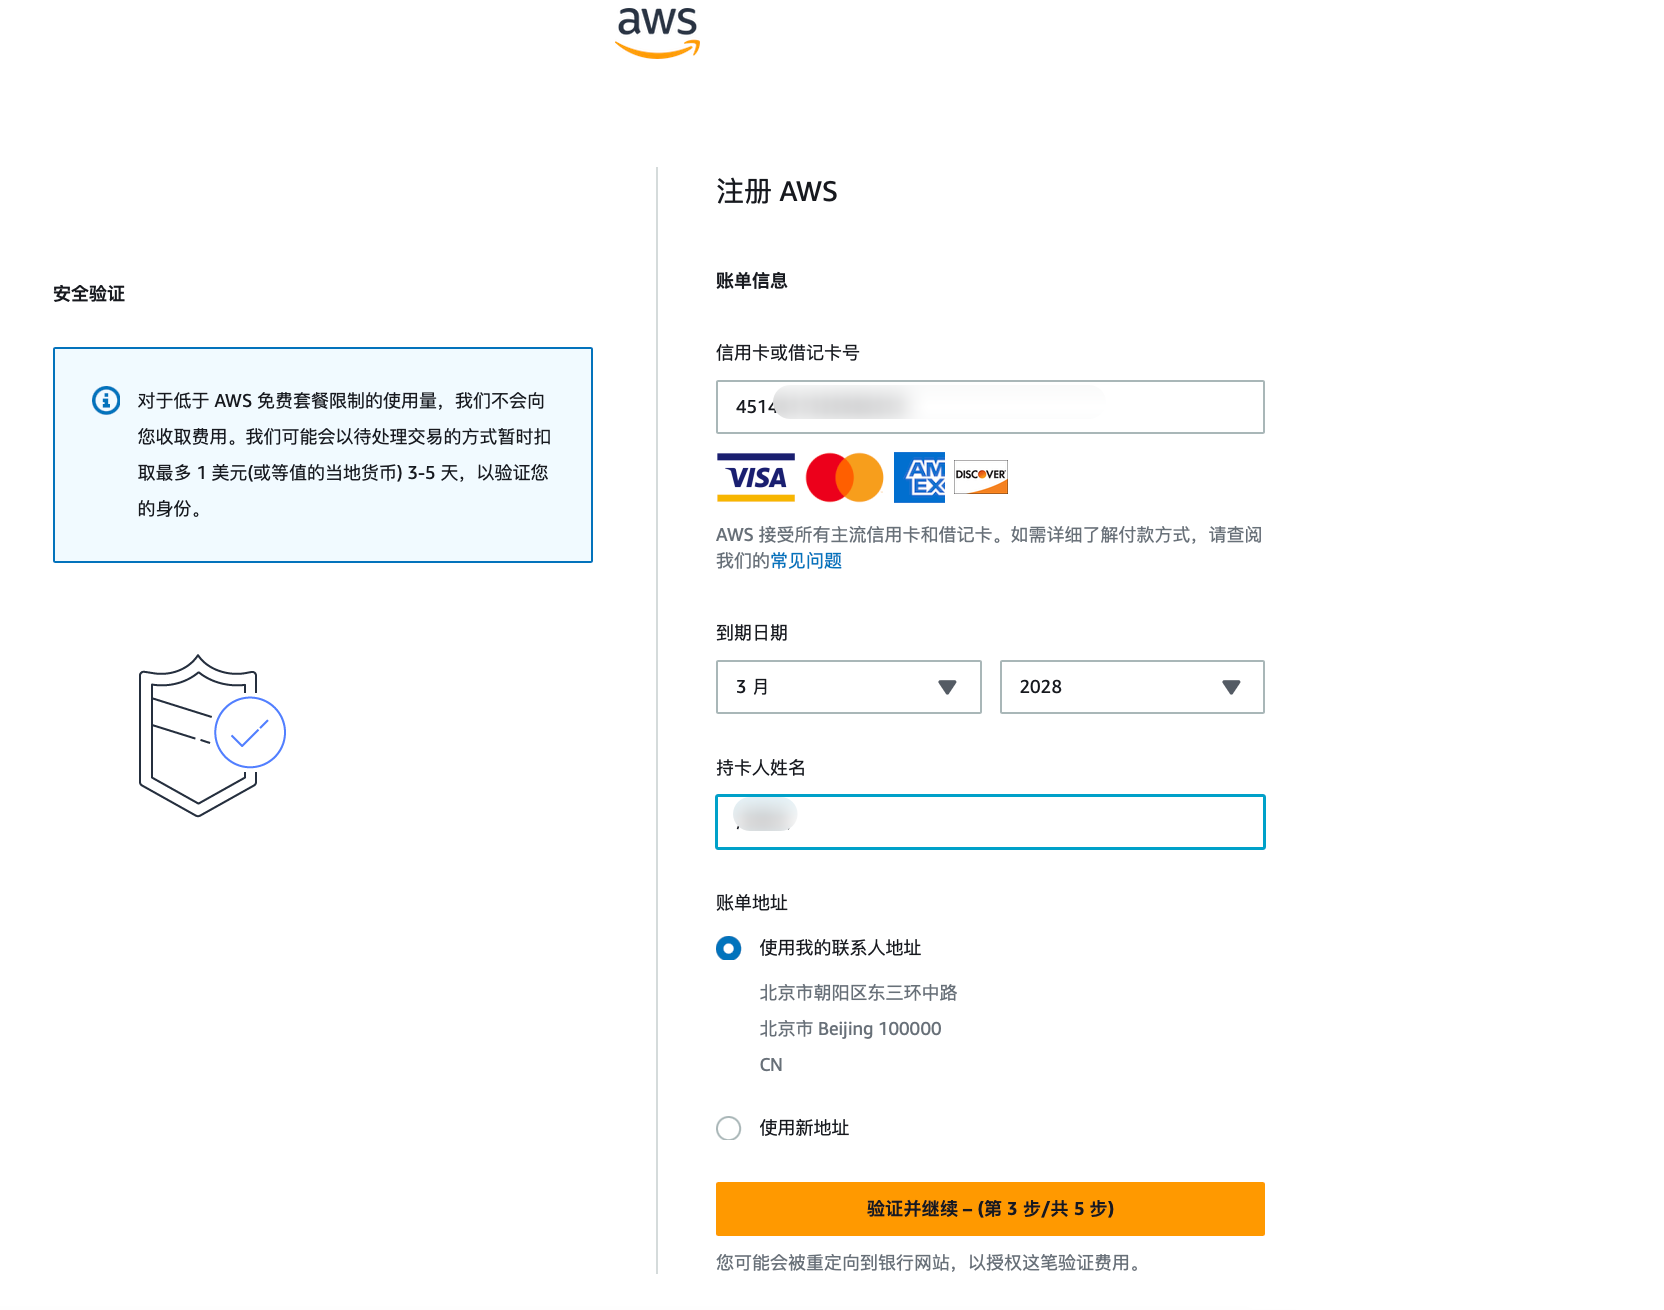 aws
注册 AWS
安全验证
对于低于 AWS 免费套餐限制的使用量，我们不会向
您收取费用。我们可能会以待处理交易的方式暂时扣
取最多 1 美元(或等值的当地货币) 3-5 天，以验证您
的身份。
账单信息
信用卡或借记卡号
4514
VISA
AM
EX
DISCOVER
AWS 接受所有主流信用卡和借记卡。如需详细了解付款方式，请查阅
我们的常见问题
到期日期
3 月
2028
持卡人姓名
账单地址
使用我的联系人地址
北京市朝阳区东三环中路
北京市 Beijing 100000
CN
使用新地址
验证并继续 – (第 3 步/共 5 步)
您可能会被重定向到银行网站，以授权这笔验证费用。